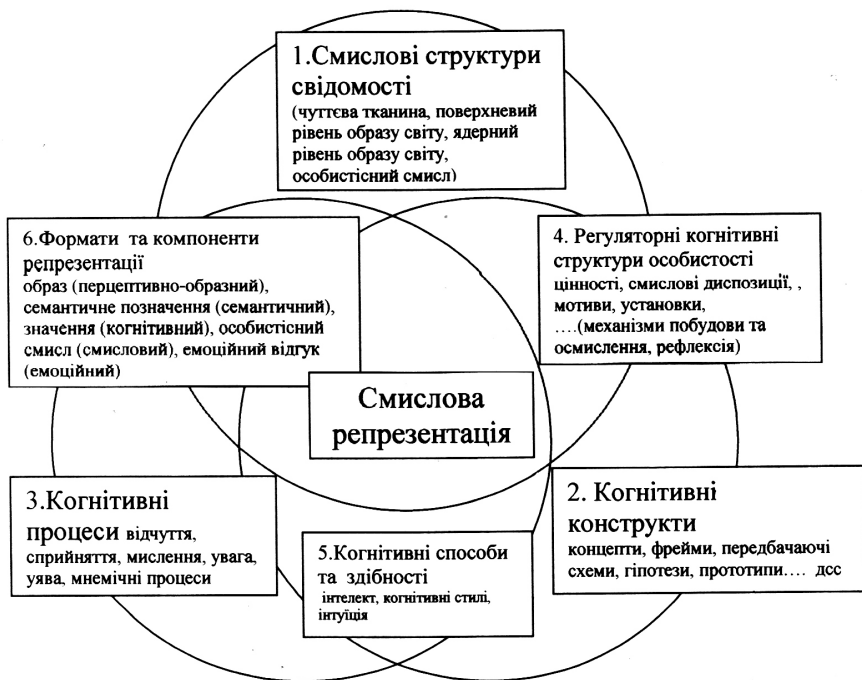 1.Смислові структури
свідомості
(чуттєва тканина, поверхневий
рівень образу світу, ядерний
рівень образу світу,
особистісний смисл)
6.Формати та компоненти
репрезентації
образ (перцептивно-образний),
семантичне позначення (семантичний),
значення (когнітивний), особистісний
смисл (смисловий), емоційний відгук
(емоційний)
4. Регуляторні когнітивні
структури особистості
цінності, смислові диспозиції, ,
мотиви, установки,
….(механізми побудови та
осмислення, рефлексія)
Смислова
репрезентація
3.Когнітивні
процеси відчуття,
сприйняття, мислення, увага,
уява, мнемічні процеси
5.Когнітивні способи
та здібності
інтелект, когнітивні стилі,
інтуїція
2. Когнітивні
конструкти
концепти, фрейми, передбачаючі
схеми, гіпотези, прототипи…. дсс